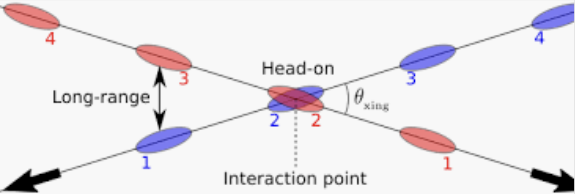 4
4
Head-on
3
3
Long-range
θxing
2
2
1
1
Interaction point